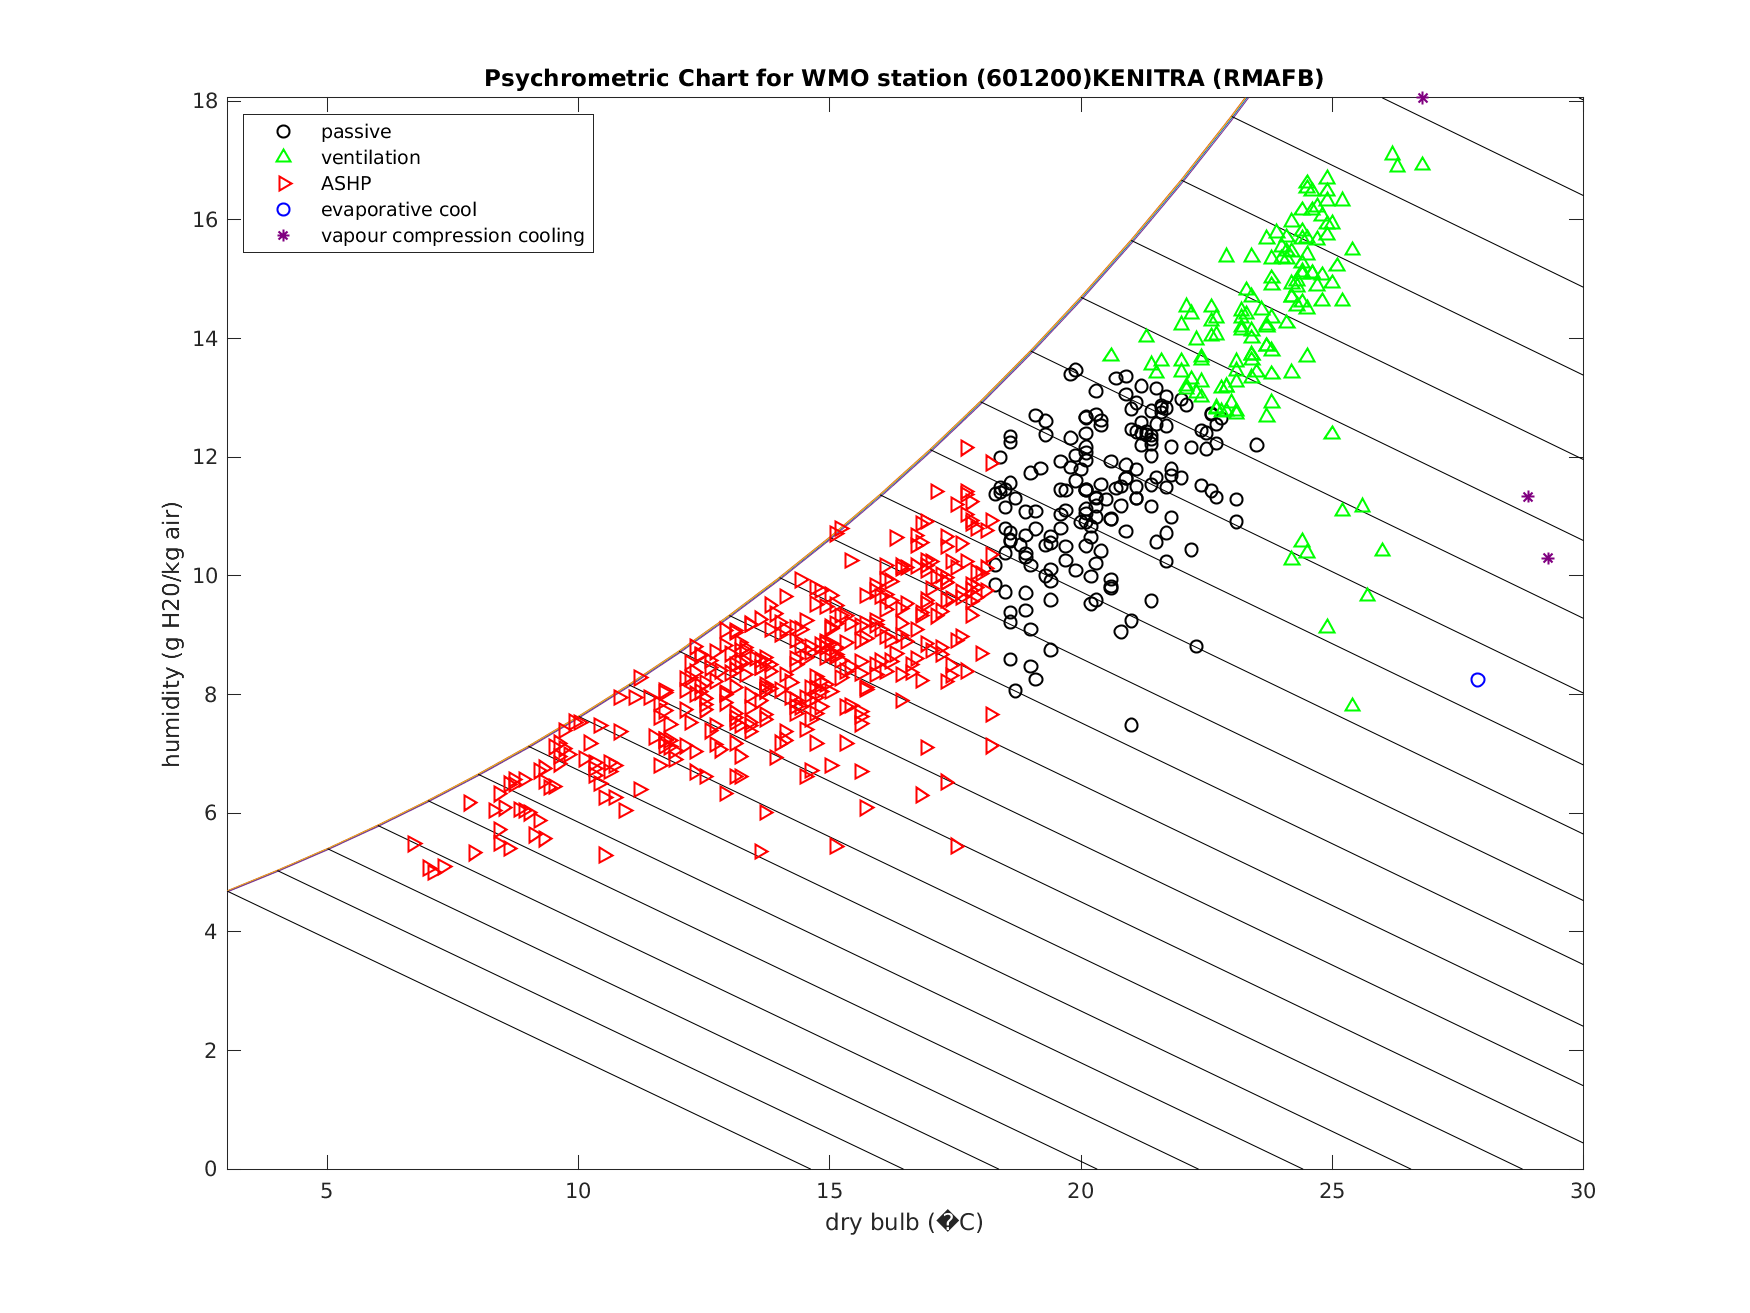 Psychrometric Chart for WMO station (601200)KENITRA (RMAFB)
passive
ventilation
ASHP
evaporative cool
vapour compression cooling
humidity (g H20/kg air)
18
16
14
12
10
8
6
4
2
0
5 10 15 20 25 30
dry bulb (�C)